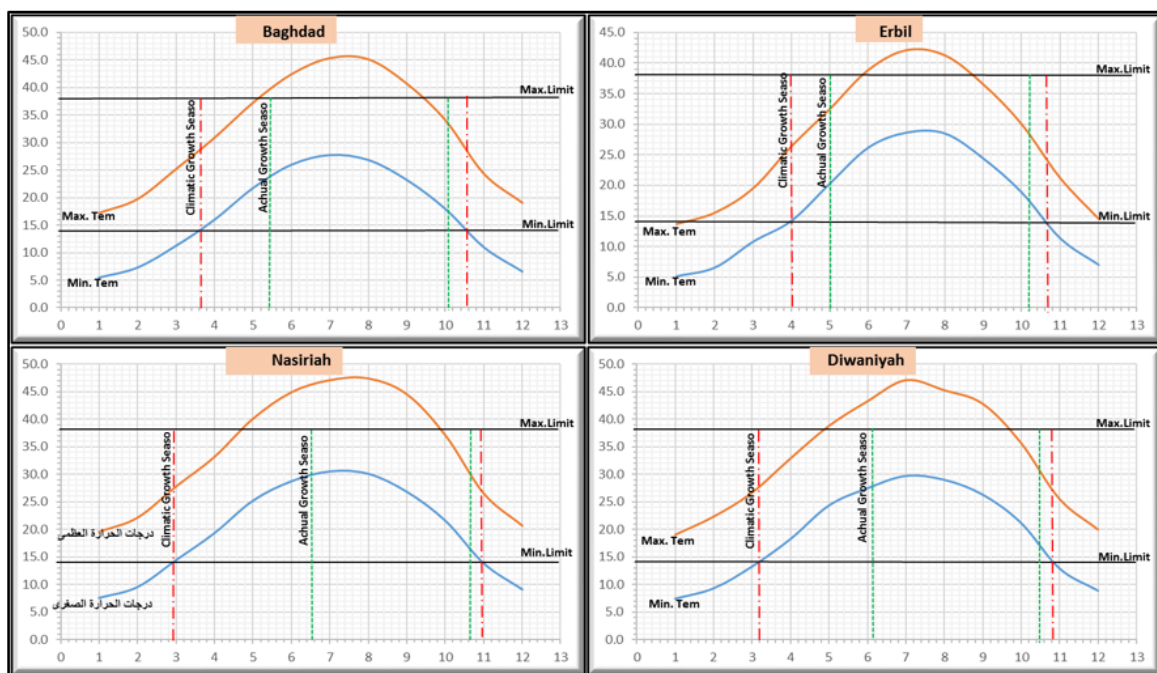 Baghdad
50.0
45.0
40.0
35.0
30.0
25.0
20.0
15.0
10.0
5.0
0.0
Max.Limit
Climatic Growth Seaso
Achual Growth Seaso
Max. Tem
Min.Limit
Min. Tem
0 1 2 3 4 5 6 7 8 9 10 11 12 13
Erbil
45.0
40.0
35.0
30.0
25.0
20.0
15.0
10.0
5.0
0.0
Max.Limit
Climatic Growth Seaso
Achual Growth Seaso
Min.Limit
Max. Tem
Min. Tem
0 1 2 3 4 5 6 7 8 9 10 11 12 13
Nasiriah
50.0
45.0
40.0
35.0
30.0
25.0
20.0
15.0
10.0
5.0
0.0
Max.Limit
Climatic Growth Seaso
Achual Growth Seaso
درجات الحرارة العظمى
Min.Limit
درجات الحرارة الصغرى
0 1 2 3 4 5 6 7 8 9 10 11 12 13
Diwaniyah
50.0
45.0
40.0
35.0
30.0
25.0
20.0
15.0
10.0
5.0
0.0
Max.Limit
Climatic Growth Seaso
Achual Growth Seaso
Max. Tem
Min.Limit
Min. Tem
0 1 2 3 4 5 6 7 8 9 10 11 12 13